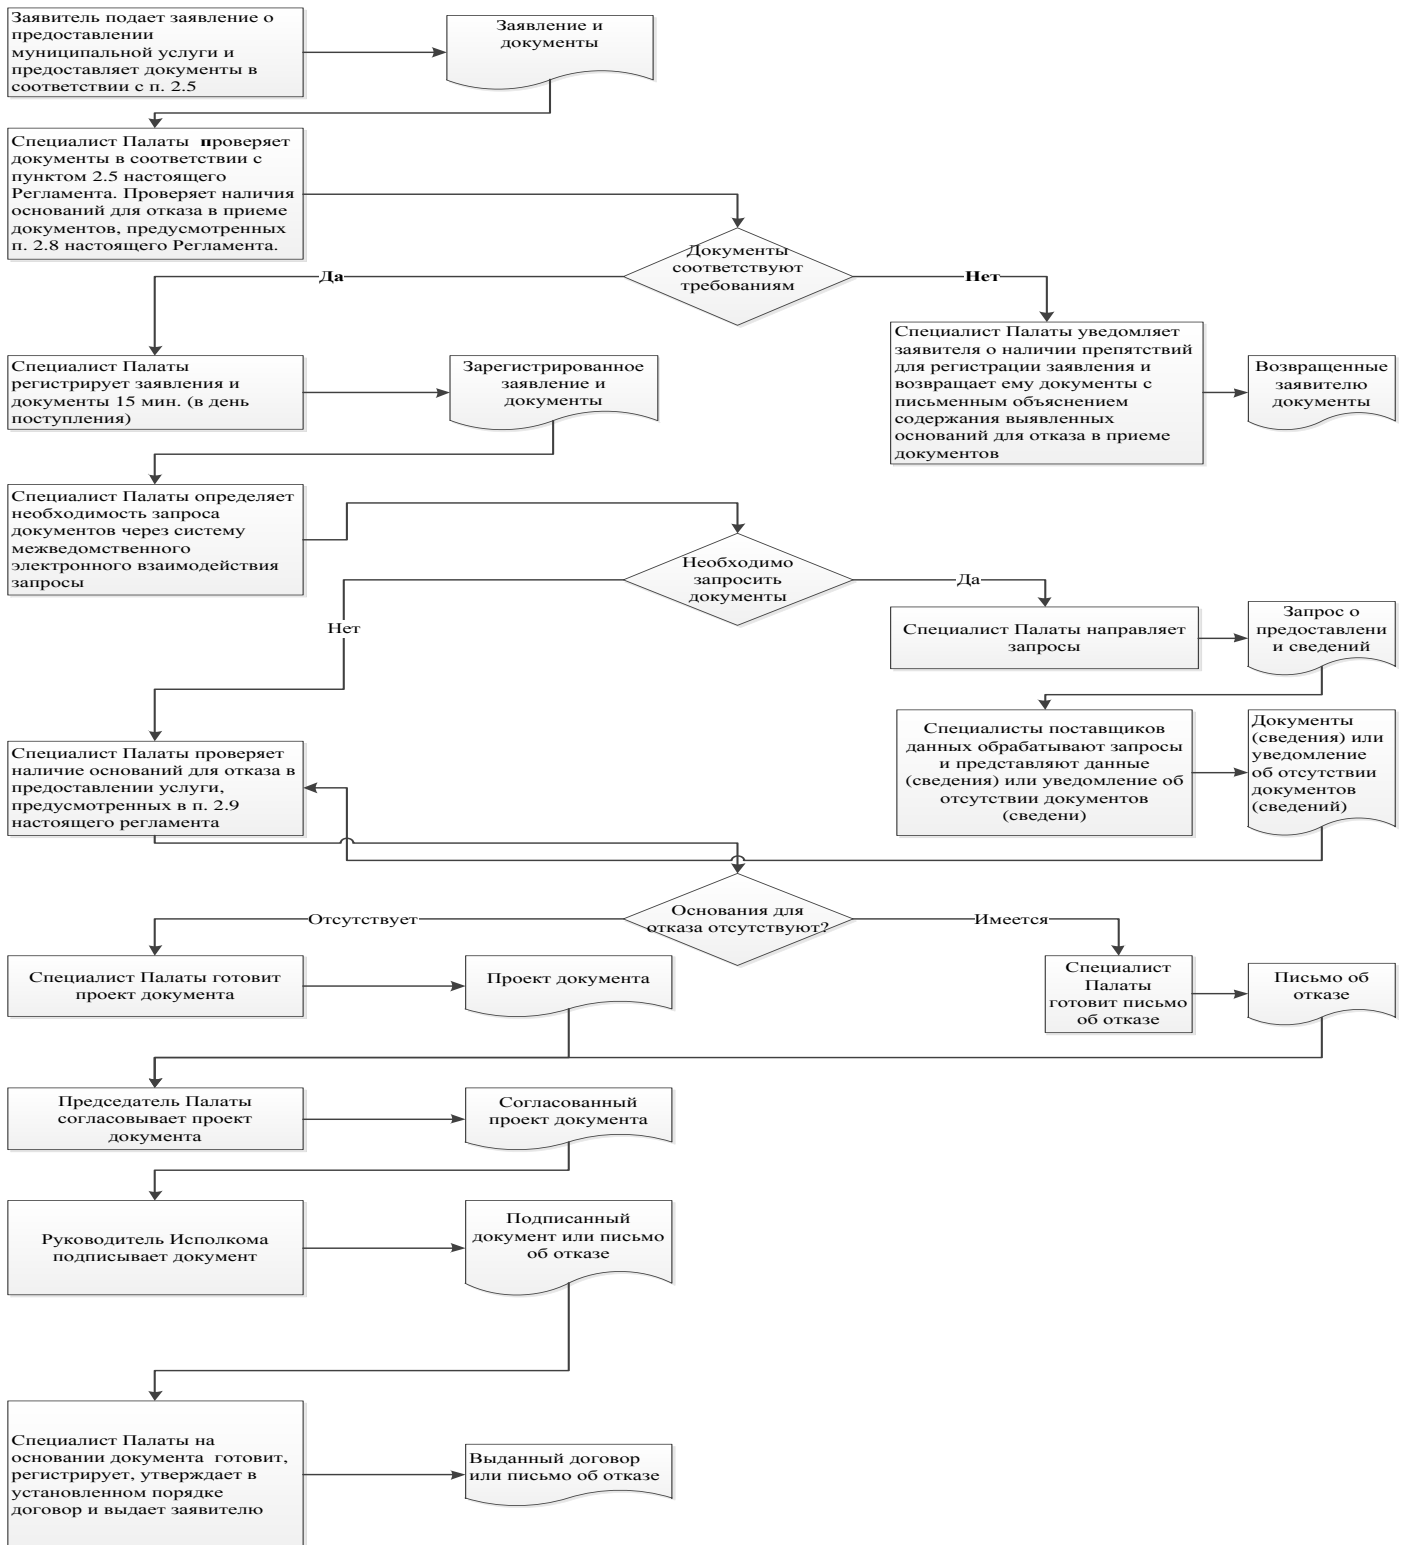 Заявитель подает заявление о
предоставлении
муниципальной услуги и
предоставляет документы в
соответствии с п. 2.5
Заявление и
документы
Специалист Палаты  проверяет
документы в соответствии с
пунктом 2.5 настоящего
Регламента. Проверяет наличия
оснований для отказа в приеме
документов, предусмотренных
п. 2.8 настоящего Регламента.
Документы
соответствуют
требованиям
Да
Нет
Специалист Палаты
регистрирует заявления и
документы 15 мин. (в день
поступления)
Зарегистрированное
заявление и
документы
Специалист Палаты уведомляет
заявителя о наличии препятствий
для регистрации заявления и
возвращает ему документы с
письменным объяснением
содержания выявленных
оснований для отказа в приеме
документов
Возвращенные
заявителю
документы
Специалист Палаты определяет
необходимость запроса
документов через систему
межведомственного
электронного взаимодействия
запросы
Необходимо
запросить
документы
Да
Нет
Специалист Палаты направляет
запросы
Запрос о
предоставлени
и сведений
Специалисты поставщиков
данных обрабатывают запросы
и представляют данные
(сведения) или уведомление об
отсутствии документов
(сведени)
Документы
(сведения) или
уведомление
об отсутствии
документов
(сведений)
Специалист Палаты проверяет
наличие оснований для отказа в
предоставлении услуги,
предусмотренных в п. 2.9
настоящего регламента
Основания для
отказа отсутствуют?
Отсутствует
Имеется
Специалист Палаты готовит
проект документа
Проект документа
Специалист
Палаты
готовит письмо
об отказе
Письмо об
отказе
Председатель Палаты
согласовывает проект
документа
Согласованный
проект документа
Руководитель Исполкома
подписывает документ
Подписанный
документ или письмо
об отказе
Специалист Палаты на
основании документа  готовит,
регистрирует, утверждает в
установленном порядке
договор и выдает заявителю
Выданный договор
или письмо об отказе